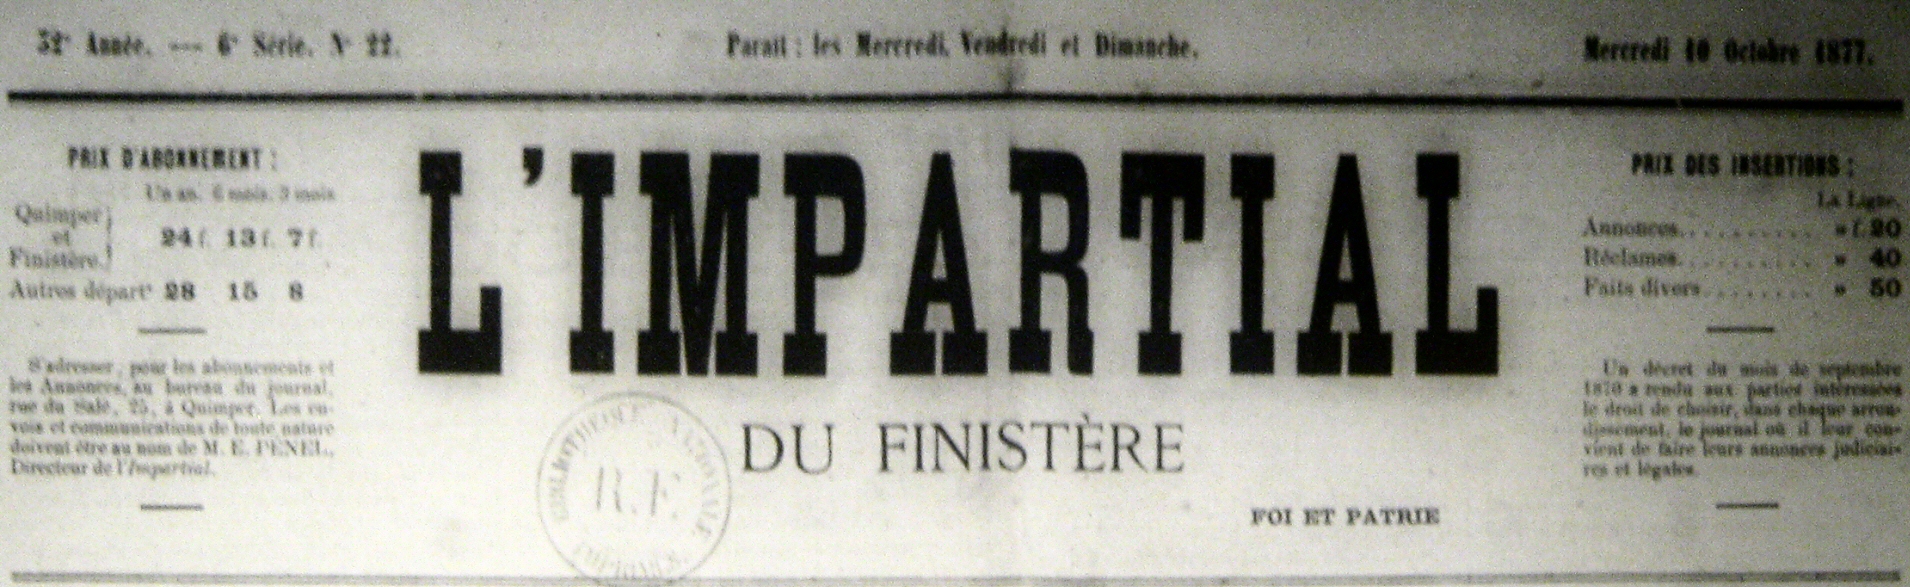 32e Année. — 6e Série. N° 22.
Paraît : les Mercredi, Vendredi et Dimanche.
Mercredi 10 Octobre 1877.
PRIX D'ABONNEMENT :
Un an. 6 mois. 3 mois
Quimper
et
Finistère.
24 f. 13 f. 7 f.
Autres départs 28 15 8
S'adresser, pour les abonnements et
les Annonces, au bureau du journal,
rue du Salé, 25, à Quimper. Les en-
vois et communications de toute nature
doivent être au nom de M. E. PENEL,
Directeur de l'Impartial.
L'IMPARTIAL
DU FINISTÈRE
FOI ET PATRIE
BIBLIOTHEQUE NATIONALE
R.F.
PRIX DES INSERTIONS :
La Ligne.
Annonces.......... » f. 20
Réclames.......... » 40
Faits divers........ » 50
Un décret du mois de septembre
1870 a rendu aux parties intéressées
le droit de choisir, dans chaque arron-
dissement, le journal où il leur con-
vient de faire leurs annonces judiciai-
res et légales.